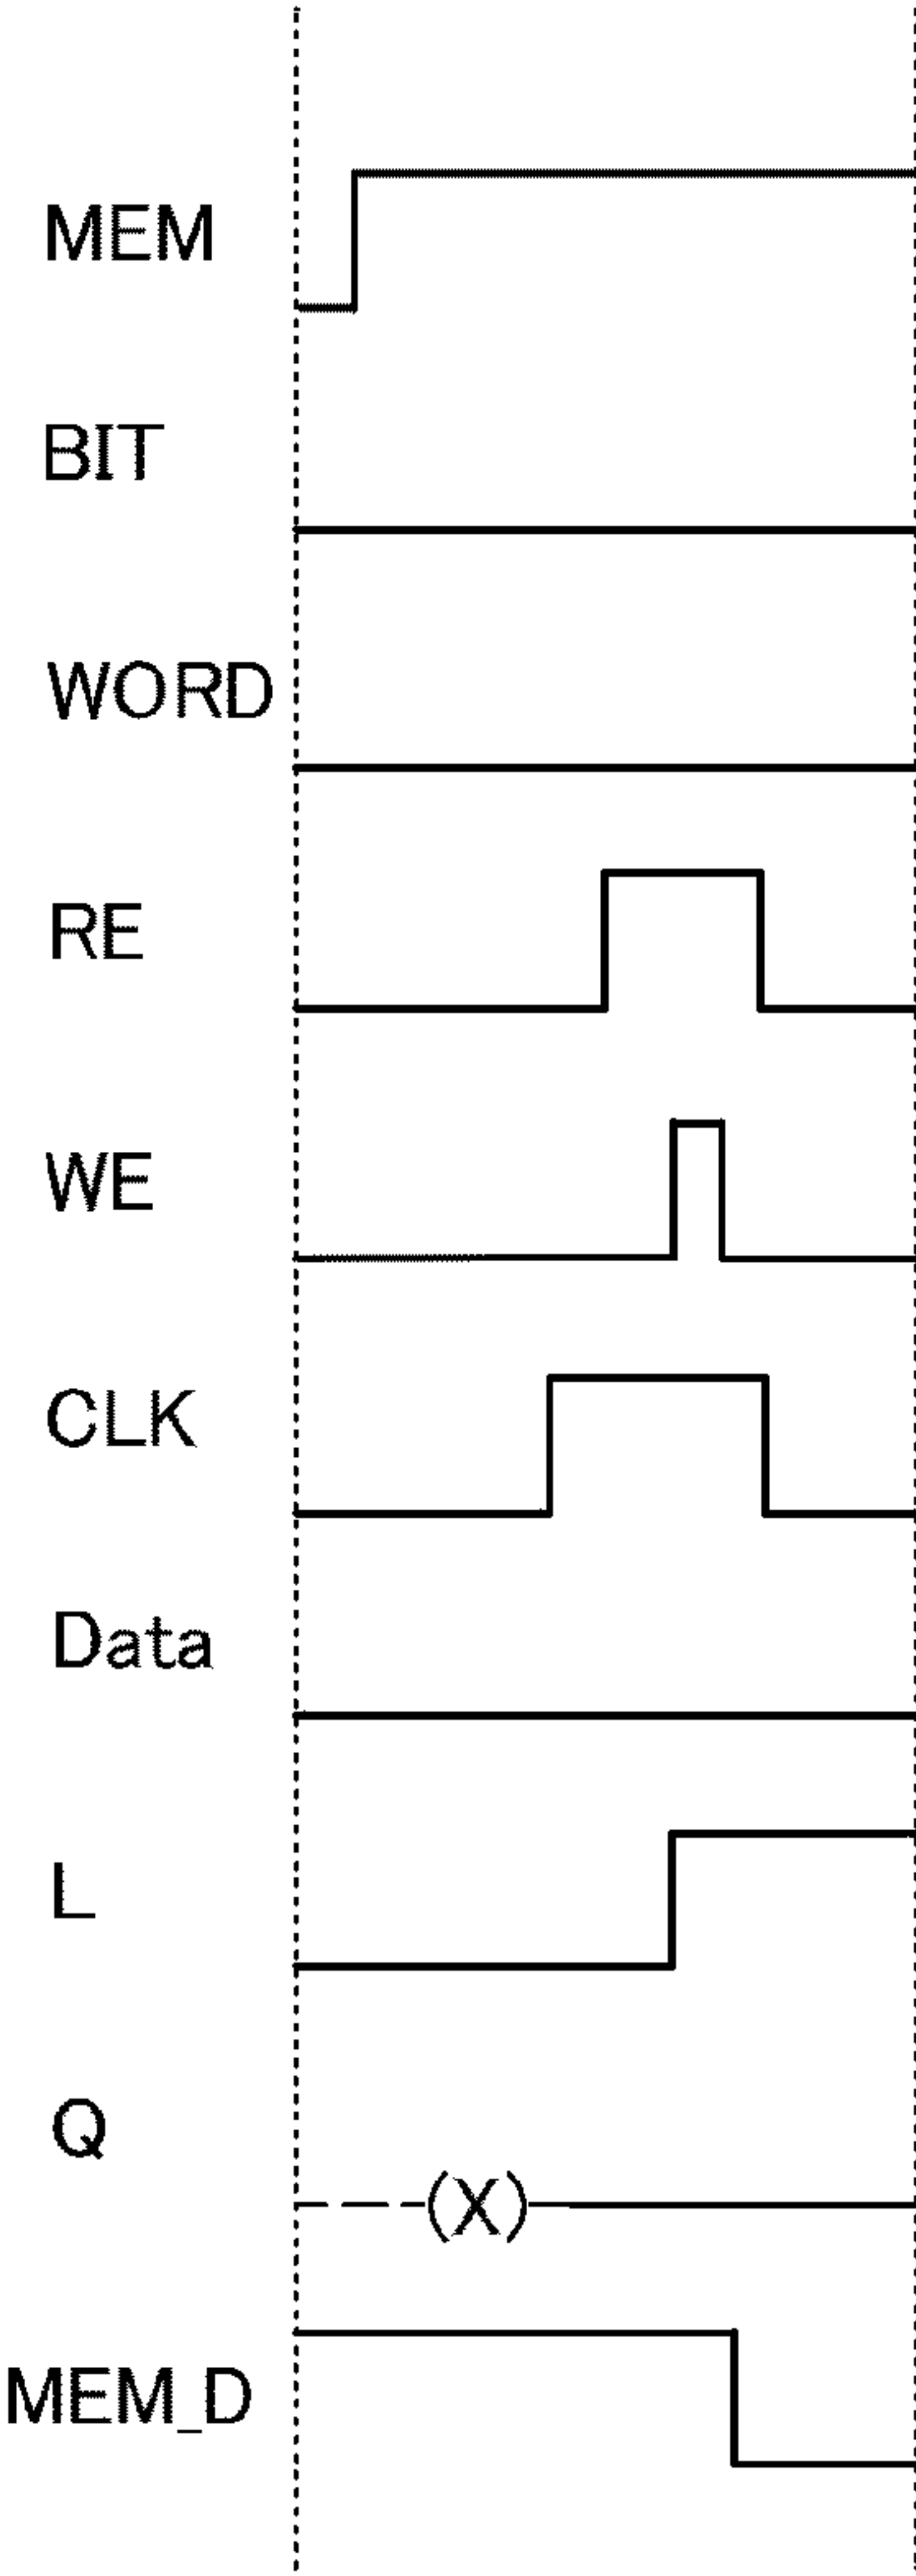 MEM
BIT
WORD
RE
WE
CLK
Data
L
Q
(X)
MEM_D